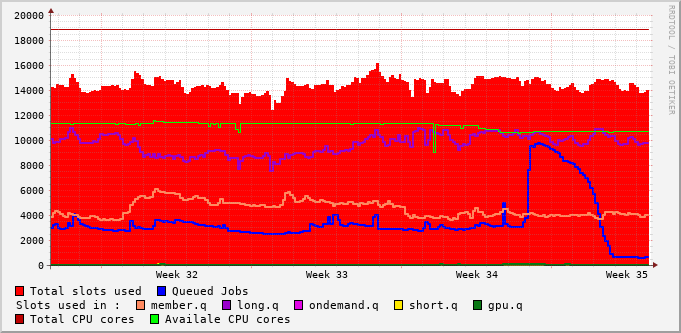 RRDTOOL / TOBI OETIKER
20000
18000
16000
14000
12000
10000
8000
6000
4000
2000
0
Week 32 Week 33 Week 34 Week 35
Total slots used Queued Jobs
Slots used in : member.q long.q ondemand.q short.q gpu.q
Total CPU cores Availale CPU cores